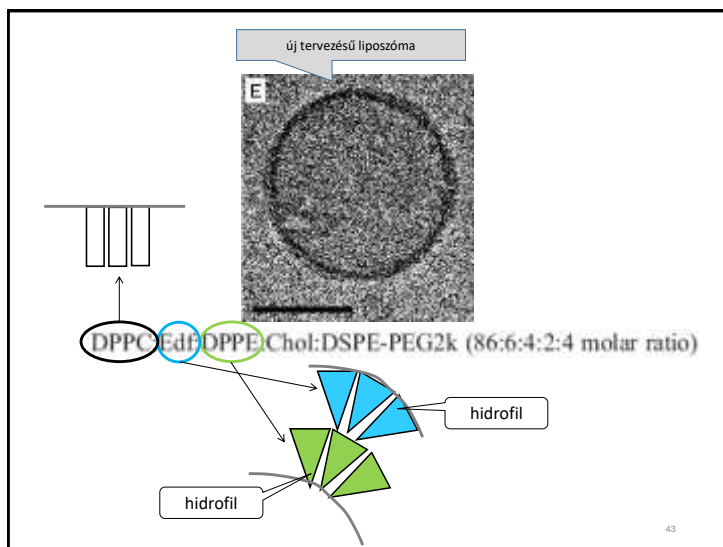 új tervezésű liposzóma
E
DPPC:Edf:DPPE:Chol:DSPE-PEG2k (86:6:4:2:4 molar ratio)
hidrofil
hidrofil
43